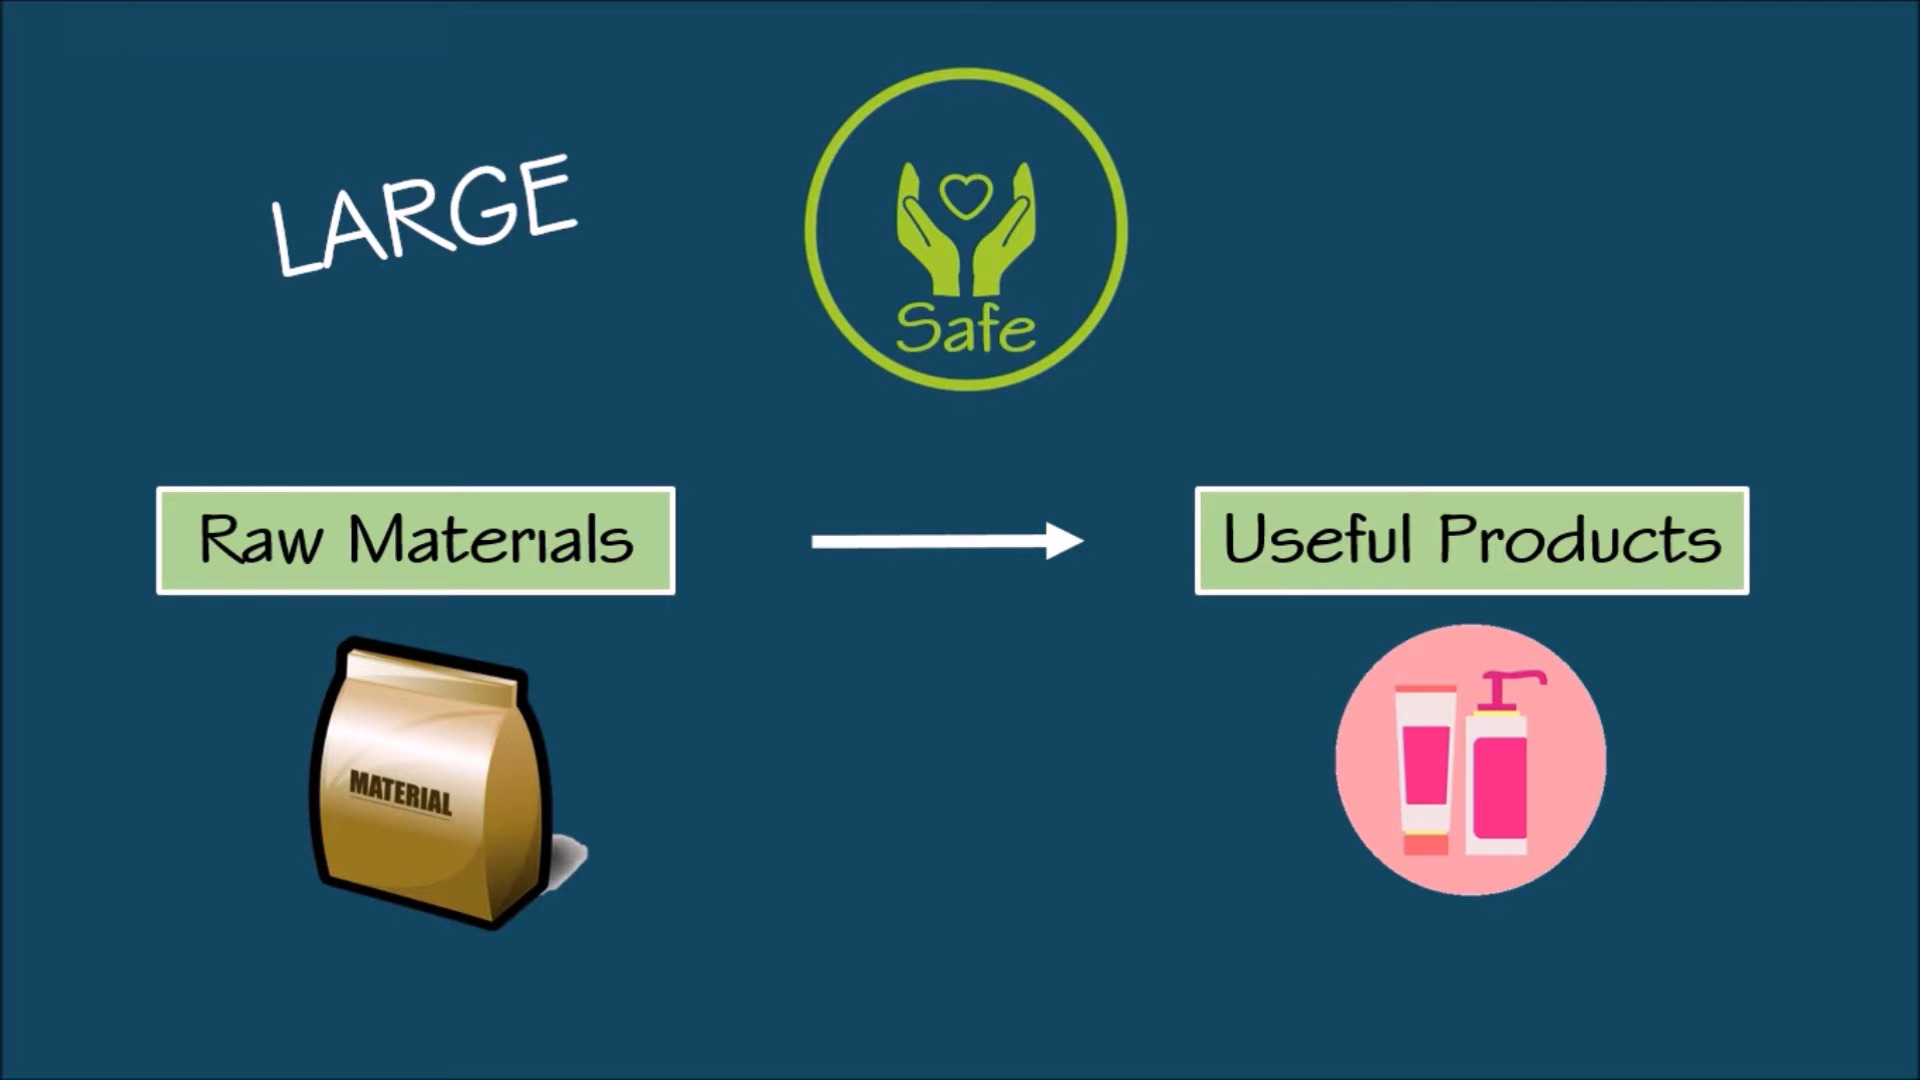 LARGE
Safe
Raw Materials
Useful Products
MATERIAL